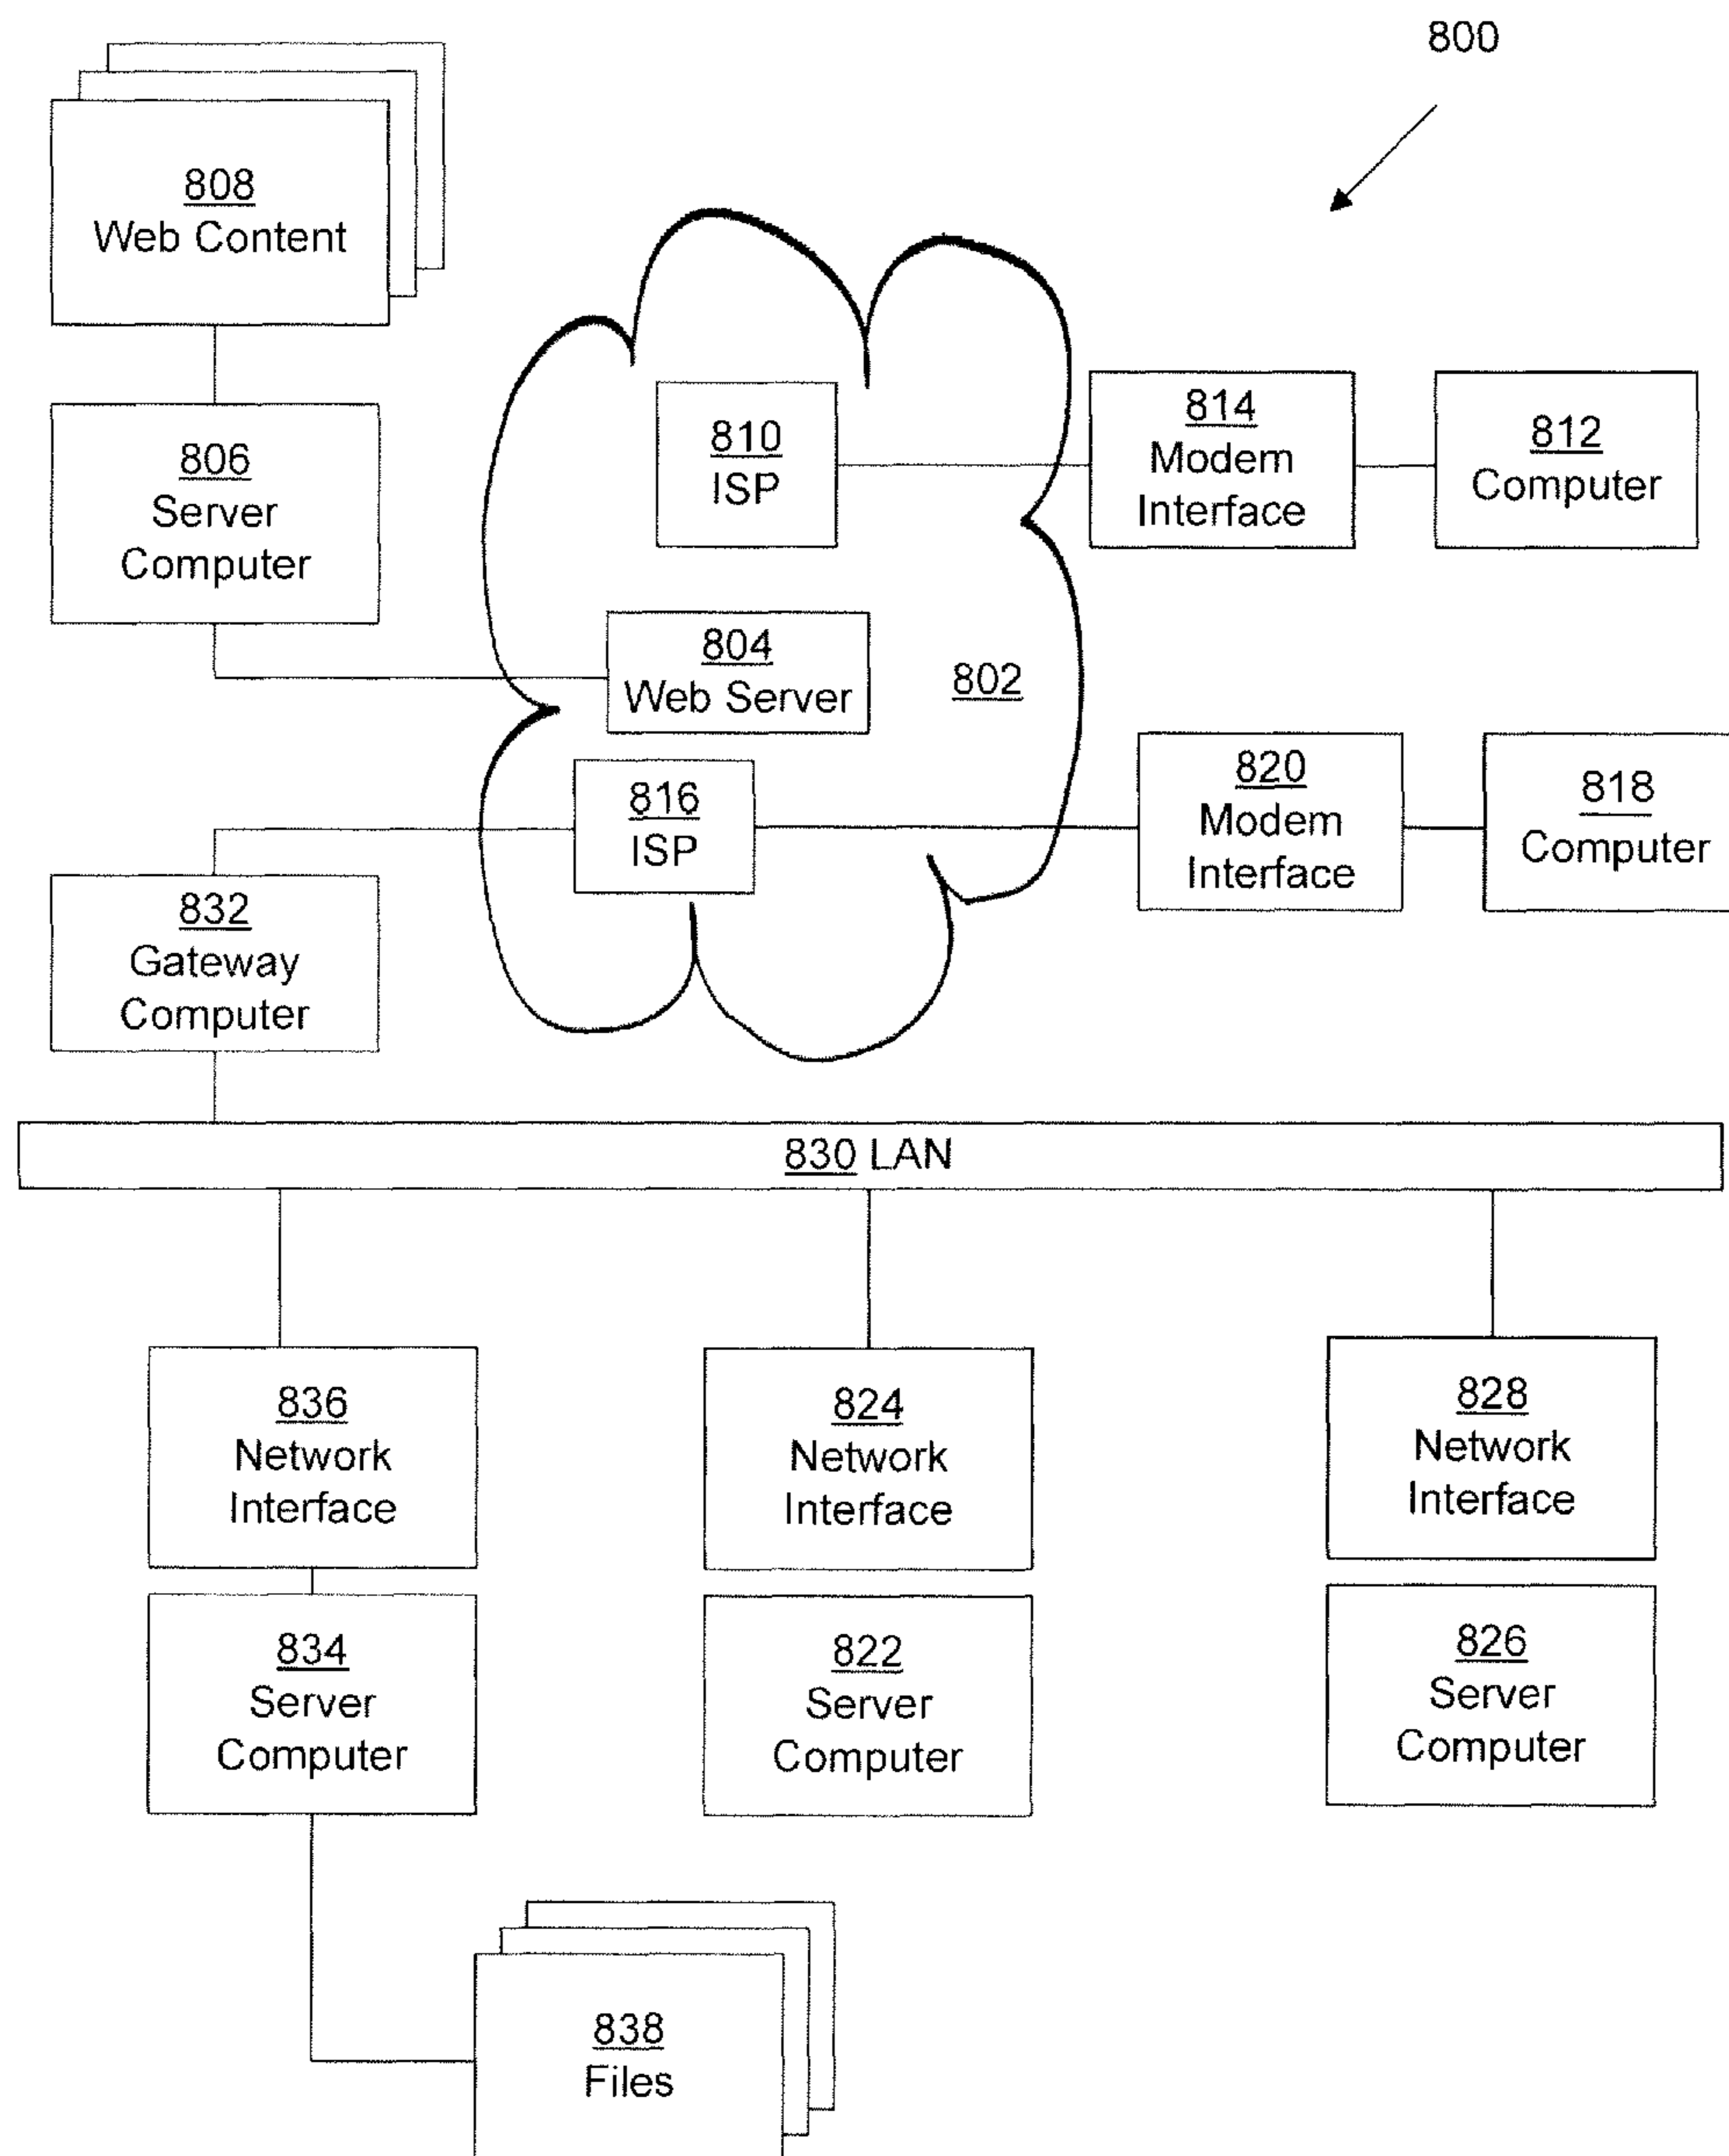 800
808
Web Content
806
Server
Computer
810
ISP
814
Modem
Interface
812
Computer
804
Web Server
802
816
ISP
820
Modem
Interface
818
Computer
832
Gateway
Computer
830 LAN
836
Network
Interface
824
Network
Interface
828
Network
Interface
834
Server
Computer
822
Server
Computer
826
Server
Computer
838
Files